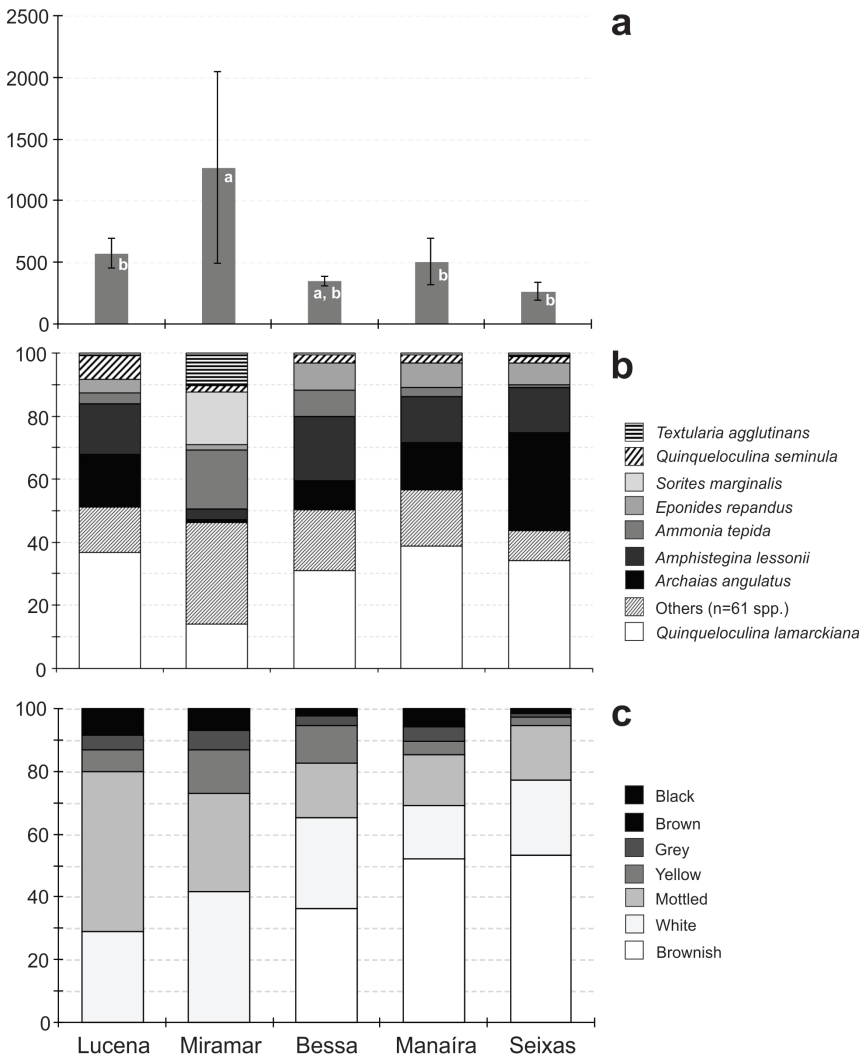 a
2500
2000
1500
1000
500
0
b
a
a, b
b
b
b
100
80
60
40
20
0
Textularia agglutinans
Quinqueloculina seminula
Sorites marginalis
Eponides repandus
Ammonia tepida
Amphistegina lessonii
Archaias angulatus
Others (n=61 spp.)
Quinqueloculina lamarckiana
c
100
80
60
40
20
0
Black
Brown
Grey
Yellow
Mottled
White
Brownish
Lucena Miramar Bessa Manaíra Seixas